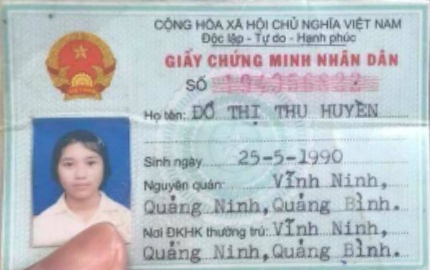 CỘNG HÒA XÃ HỘI CHỦ NGHĨA VIỆT NAM
Độc lập - Tự do - Hạnh phúc
GIẤY CHỨNG MINH NHÂN DÂN
SỐ
Họ tên: ĐỖ THỊ THU HUYỀN
Sinh ngày 25-5-1990
Nguyên quán: Vĩnh Ninh,
Quảng Ninh, Quảng Bình.
Nơi ĐKHK thường trú: Vĩnh Ninh,
Quảng Ninh, Quảng Bình.